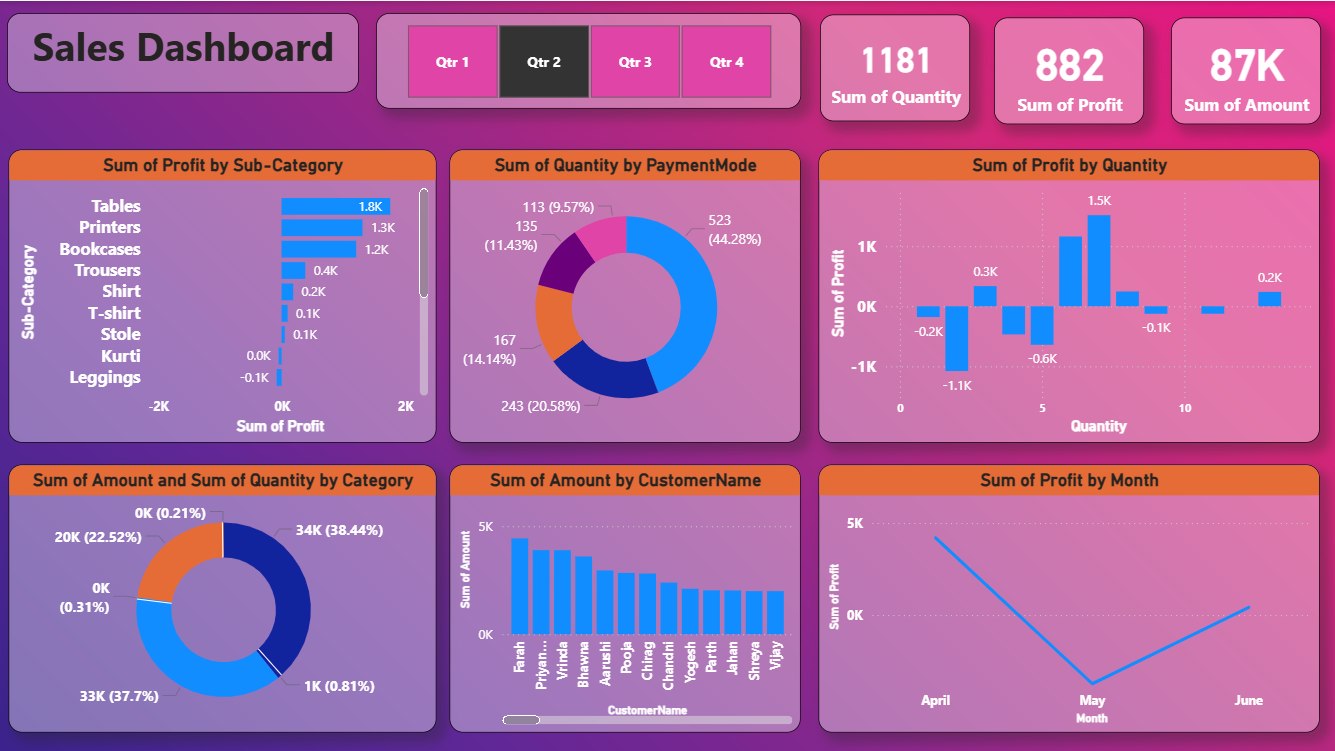 Sales Dashboard
Qtr 1
Qtr 2
Qtr 3
Qtr 4
1181
Sum of Quantity
882
Sum of Profit
87K
Sum of Amount
Sum of Profit by Sub-Category
Sub-Category
Tables
1.8K
Printers
1.3K
Bookcases
1.2K
Trousers
0.4K
Shirt
0.2K
T-shirt
0.1K
Stole
0.1K
Kurti
0.0K
Leggings
-0.1K
-2K
0K
2K
Sum of Profit
Sum of Quantity by PaymentMode
113 (9.57%)
135
(11.43%)
523
(44.28%)
167
(14.14%)
243 (20.58%)
Sum of Profit by Quantity
Sum of Profit
1K
0K
-1K
-0.2K
-1.1K
0.3K
-0.6K
1.5K
-0.1K
0.2K
0
5
10
Quantity
Sum of Amount and Sum of Quantity by Category
0K (0.21%)
20K (22.52%)
34K (38.44%)
0K
(0.31%)
33K (37.7%)
1K (0.81%)
Sum of Amount by CustomerName
Sum of Amount
5K
0K
Farah
Priyan...
Vrinda
Bhawna
Aarushi
Pooja
Chirag
Chandni
Yogesh
Parth
Jahan
Shreya
Vijay
CustomerName
Sum of Profit by Month
Sum of Profit
5K
0K
April
May
June
Month